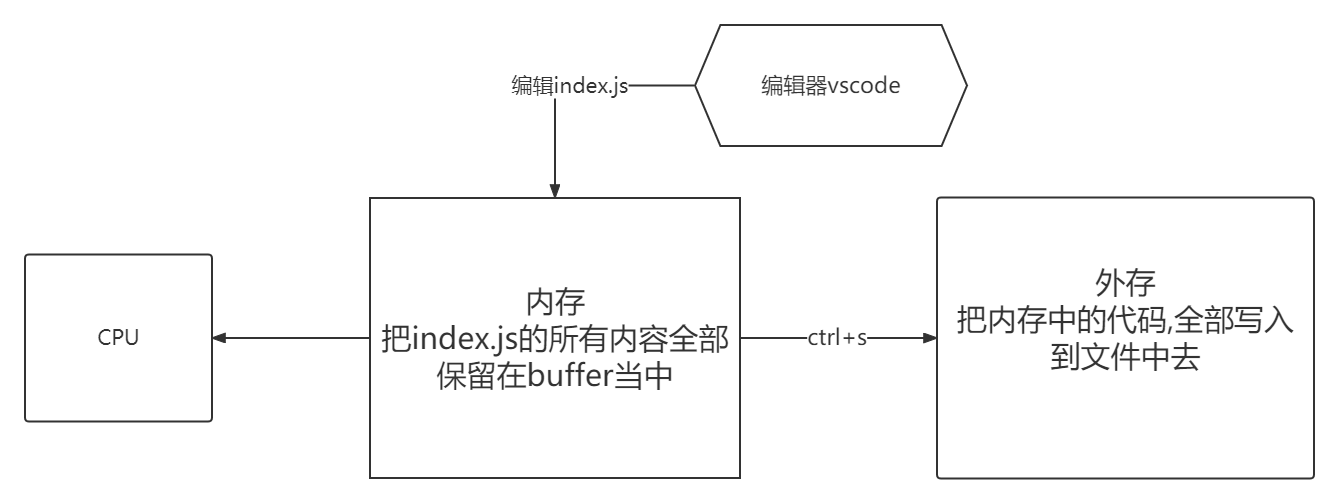 编辑index.js
编辑器vscode
CPU
内存
把index.js的所有内容全部
保留在buffer当中
ctrl+s
外存
把内存中的代码,全部写入
到文件中去